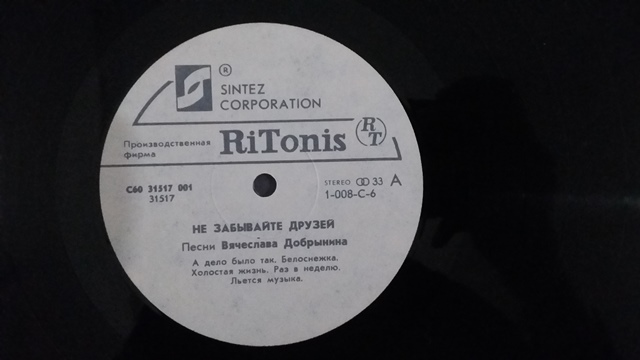 ®
SINTEZ
CORPORATION
Производственная
фирма
RiTonis
RT
С60 31517 001
31517
STEREO 33 A
1-008-С-6
НЕ ЗАБЫВАЙТЕ ДРУЗЕЙ
Песни Вячеслава Добрынина
А дело было так. Белоснежка.
Холостая жизнь. Раз в неделю.
Льется музыка.